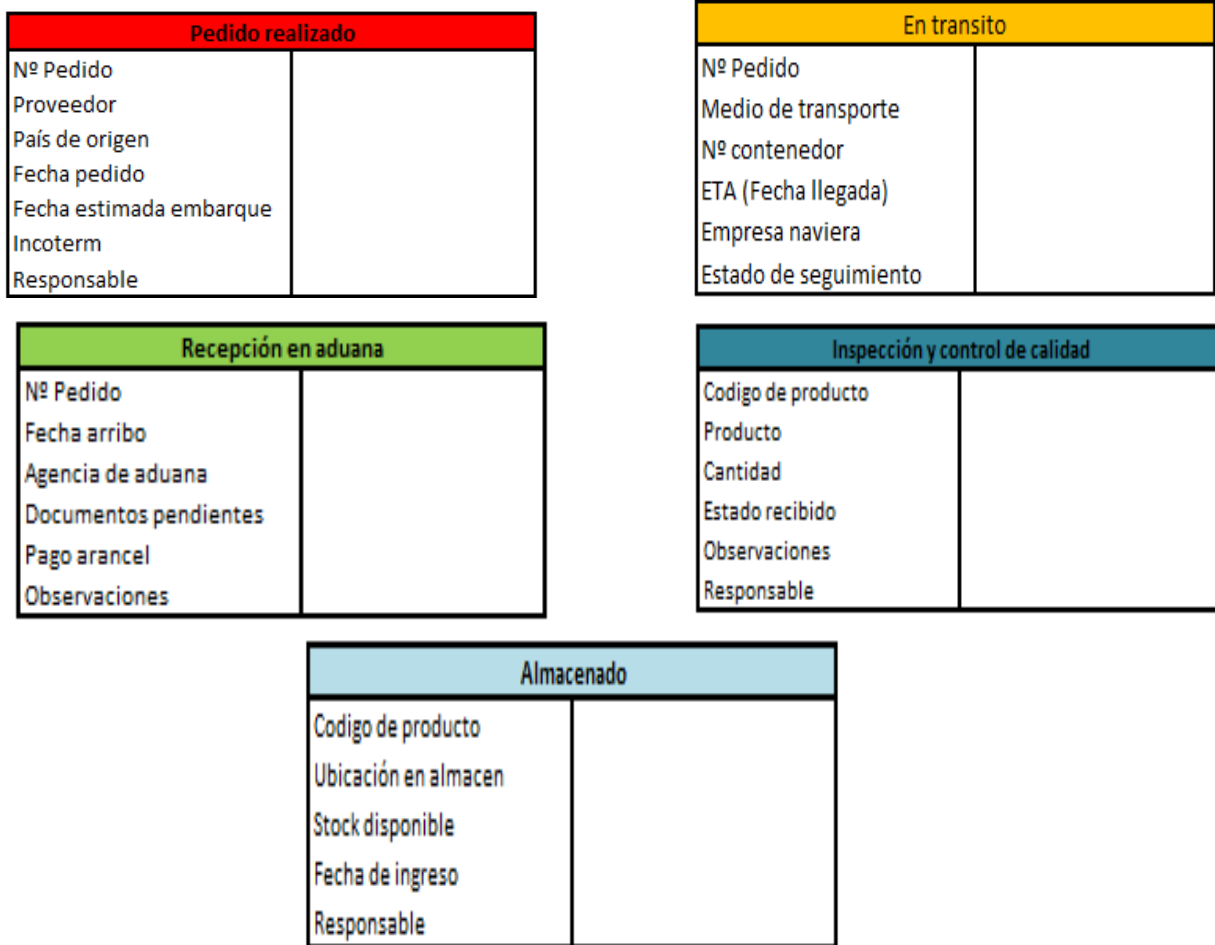 Pedido realizado
Nº Pedido
Proveedor
País de origen
Fecha pedido
Fecha estimada embarque
Incoterm
Responsable
En transito
Nº Pedido
Medio de transporte
Nº contenedor
ETA (Fecha llegada)
Empresa naviera
Estado de seguimiento
Recepción en aduana
Nº Pedido
Fecha arribo
Agencia de aduana
Documentos pendientes
Pago arancel
Observaciones
Inspección y control de calidad
Codigo de producto
Producto
Cantidad
Estado recibido
Observaciones
Responsable
Almacenado
Codigo de producto
Ubicación en almacen
Stock disponible
Fecha de ingreso
Responsable